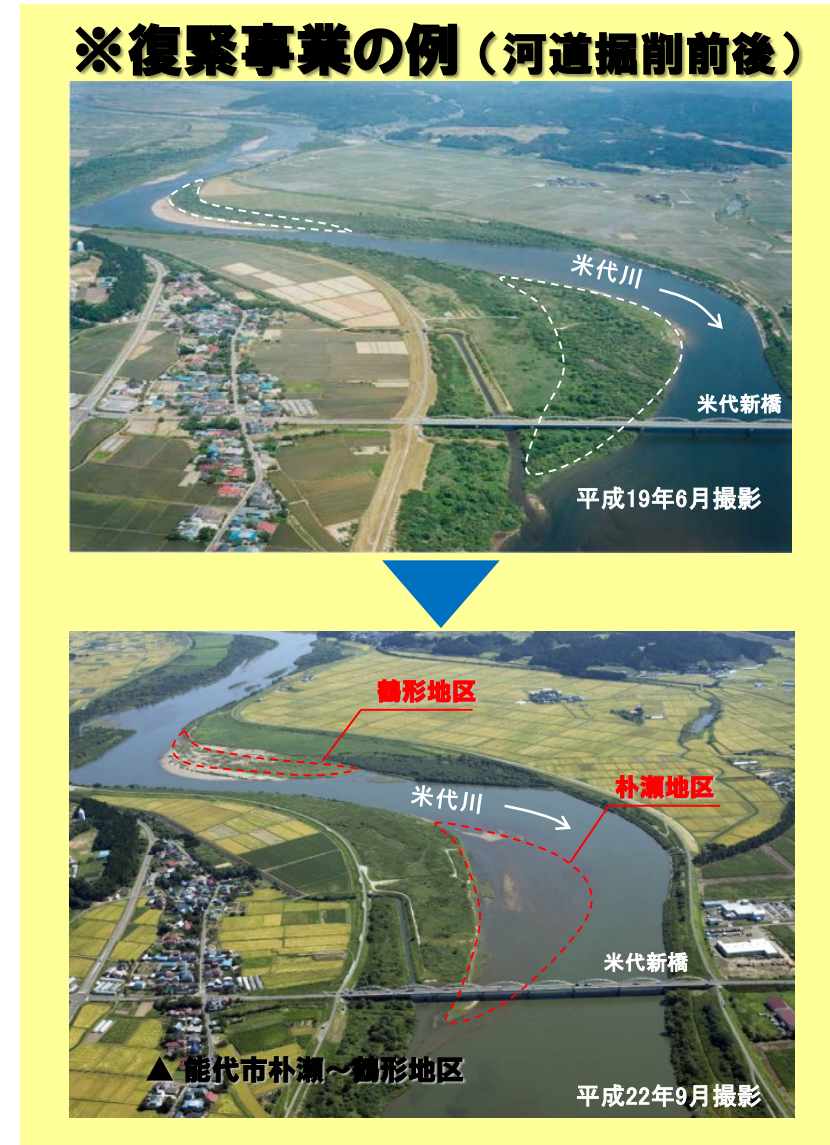 ※復緊事業の例（河道掘削前後）
米代川
米代新橋
平成19年6月撮影
鶴形地区
米代川
朴瀬地区
米代新橋
▲ 能代市朴瀬～鶴形地区
平成22年9月撮影